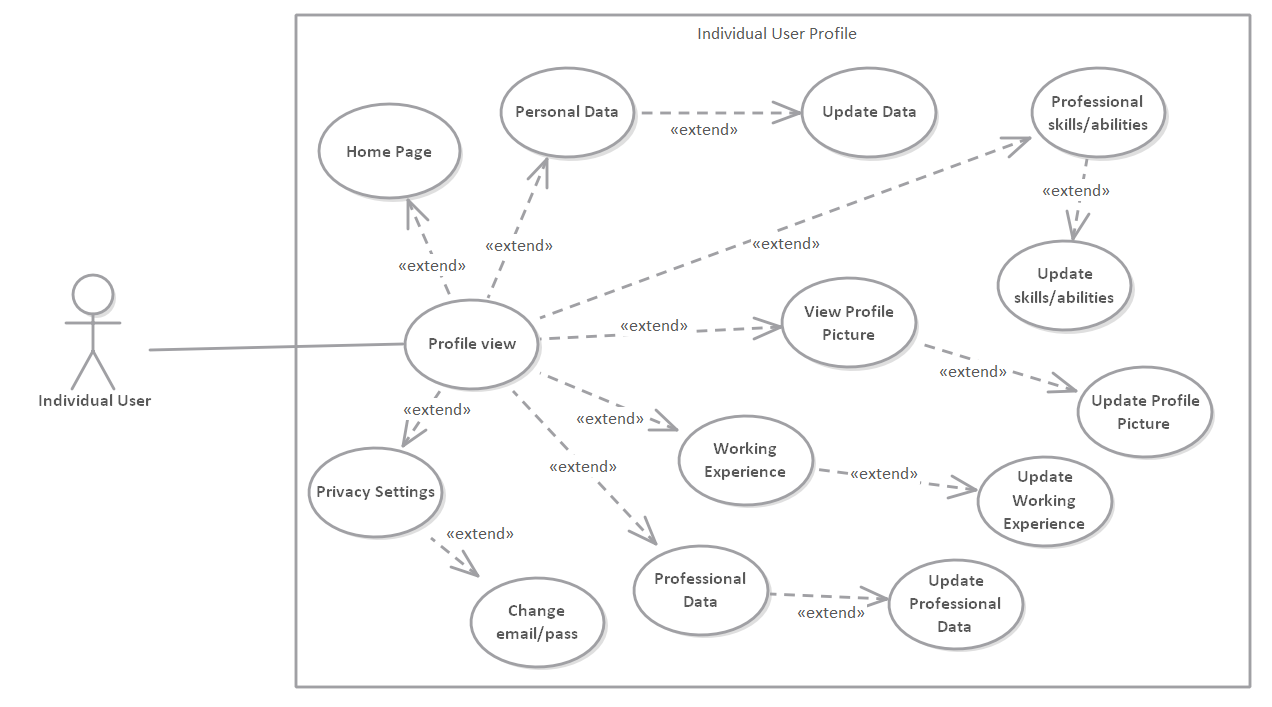 Individual User Profile
Personal Data
«extend»
Update Data
Professional
skills/abilities
Home Page
«extend»
«extend»
«extend»
«extend»
Update
skills/abilities
Individual User
Profile view
«extend»
View Profile
Picture
«extend»
Update Profile
Picture
«extend»
Privacy Settings
«extend»
Working
Experience
«extend»
Update
Working
Experience
«extend»
Change
email/pass
«extend»
Professional
Data
«extend»
Update
Professional
Data